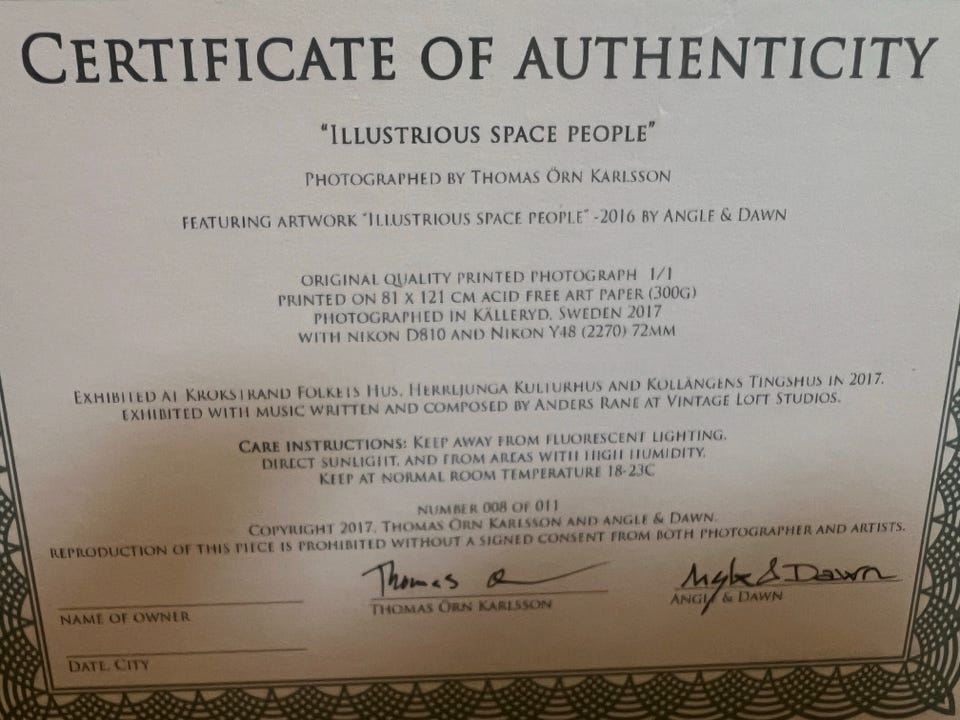 CERTIFICATE OF AUTHENTICITY
"ILLUSTRIOUS SPACE PEOPLE"
PHOTOGRAPHED BY THOMAS ÖRN KARLSSON
FEATURING ARTWORK "ILLUSTRIOUS SPACE PEOPLE" -2016 BY ANGLE & DAWN
ORIGINAL QUALITY PRINTED PHOTOGRAPH 1/1
PRINTED ON 81 X 121 CM ACID FREE ART PAPER (300G)
PHOTOGRAPHED IN KÄLLERYD, SWEDEN 2017
WITH NIKON D810 AND NIKON Y48 (2270) 72MM
EXHIBITED AT KROKSTRAND FOLKETS HUS, HERRLJUNGA KULTURHUS AND KOLLÄNGENS TINGSHUS IN 2017.
EXHIBITED WITH MUSIC WRITTEN AND COMPOSED BY ANDERS RANE AT VINTAGE LOFT STUDIOS.
CARE INSTRUCTIONS: KEEP AWAY FROM FLUORESCENT LIGHTING,
DIRECT SUNLIGHT, AND FROM AREAS WITH HIGH HUMIDITY.
KEEP AT NORMAL ROOM TEMPERATURE 18-23C
NUMBER 008 OF 011
COPYRIGHT 2017, THOMAS ÖRN KARLSSON AND ANGLE & DAWN.
REPRODUCTION OF THIS PIECE IS PROHIBITED WITHOUT A SIGNED CONSENT FROM BOTH PHOTOGRAPHER AND ARTISTS.
Thomas Angle & Dawn
NAME OF OWNER THOMAS ÖRN KARLSSON ANGLE & DAWN
DATE, CITY